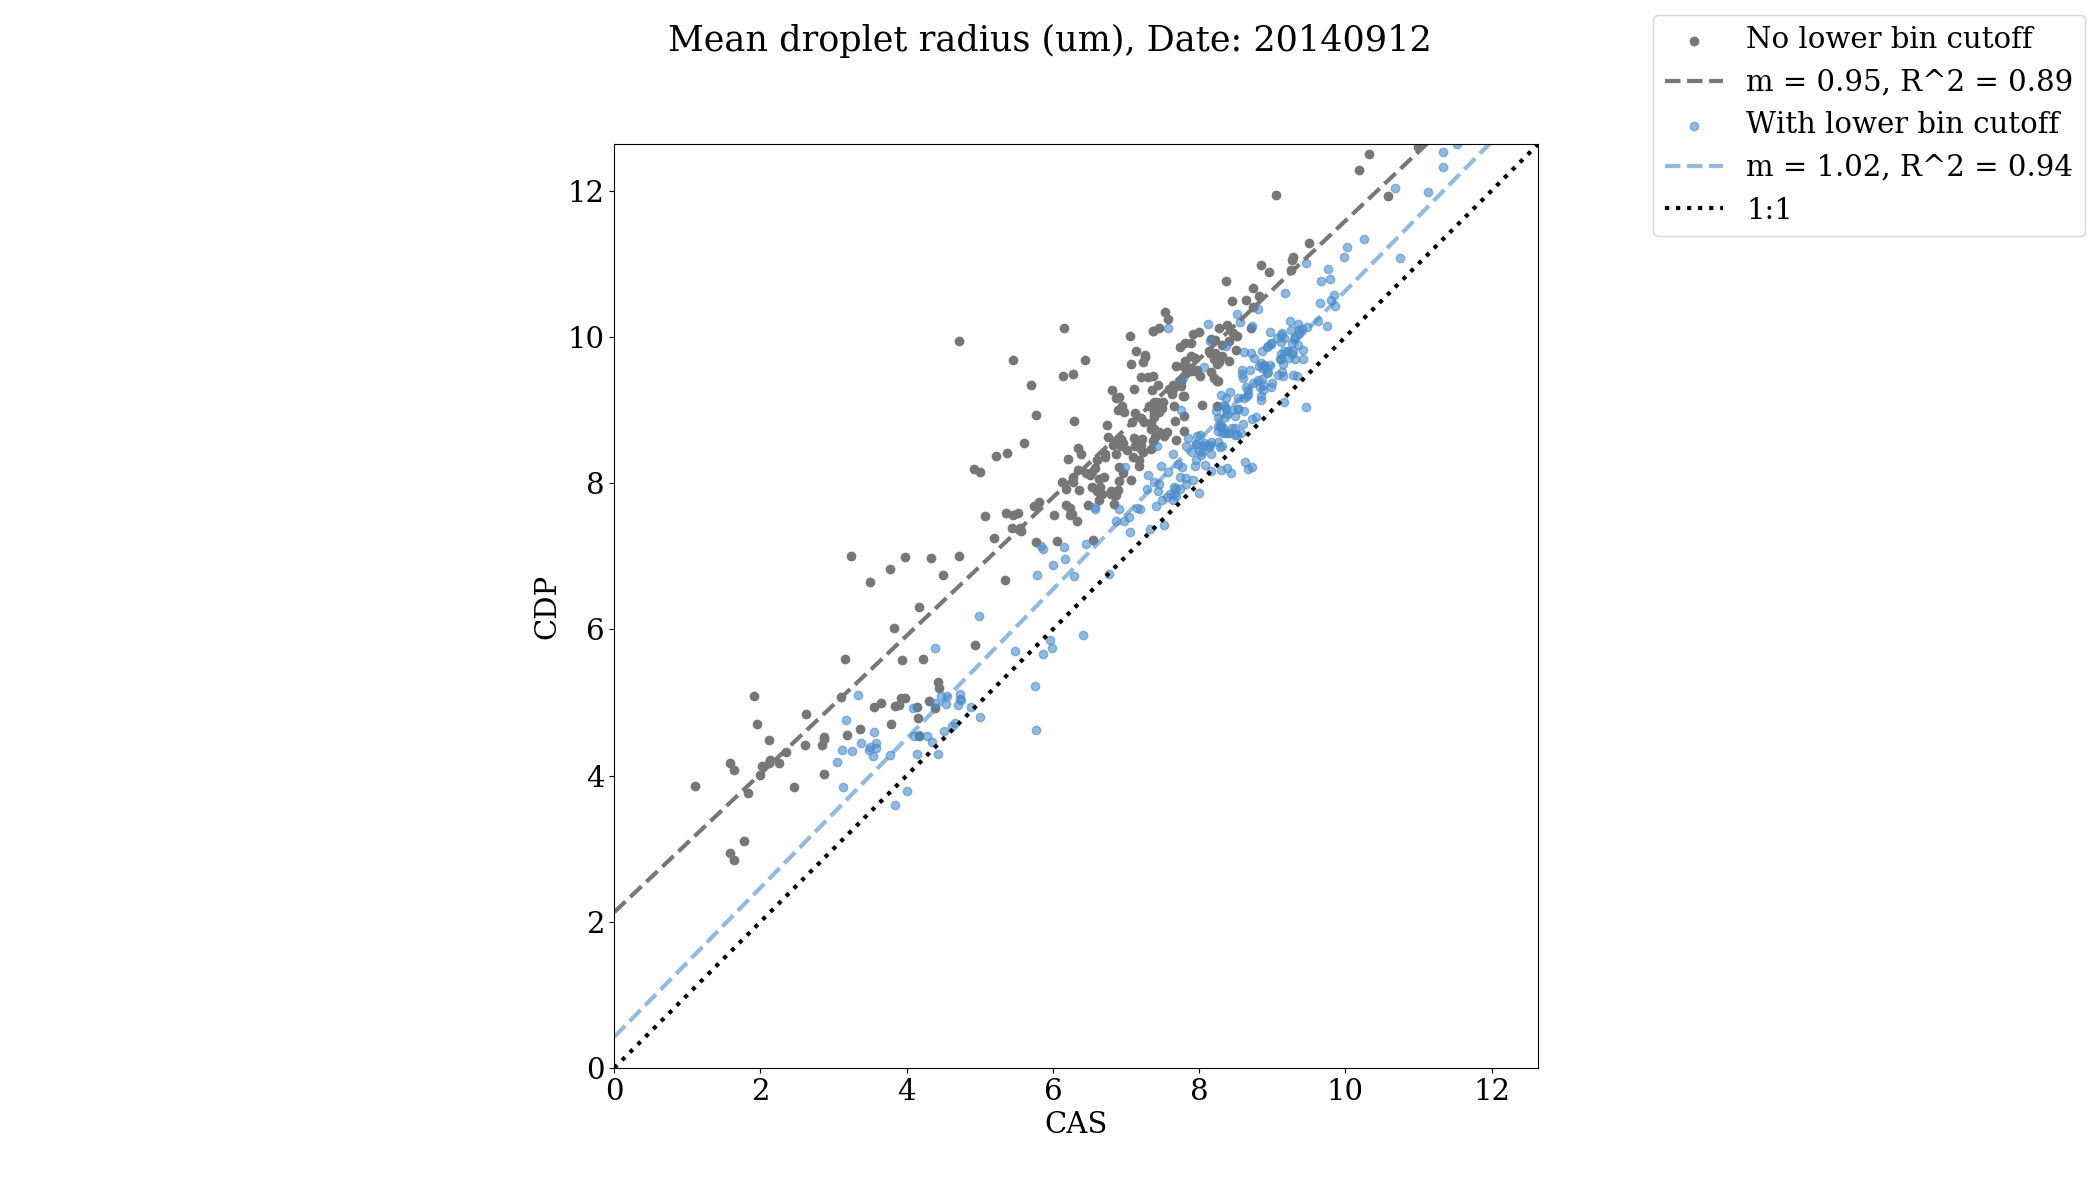 Mean droplet radius (um), Date: 20140912
No lower bin cutoff
m = 0.95, R^2 = 0.89
With lower bin cutoff
m = 1.02, R^2 = 0.94
1:1
12
10
8
6
4
2
0
CDP
0 2 4 6 8 10 12
CAS